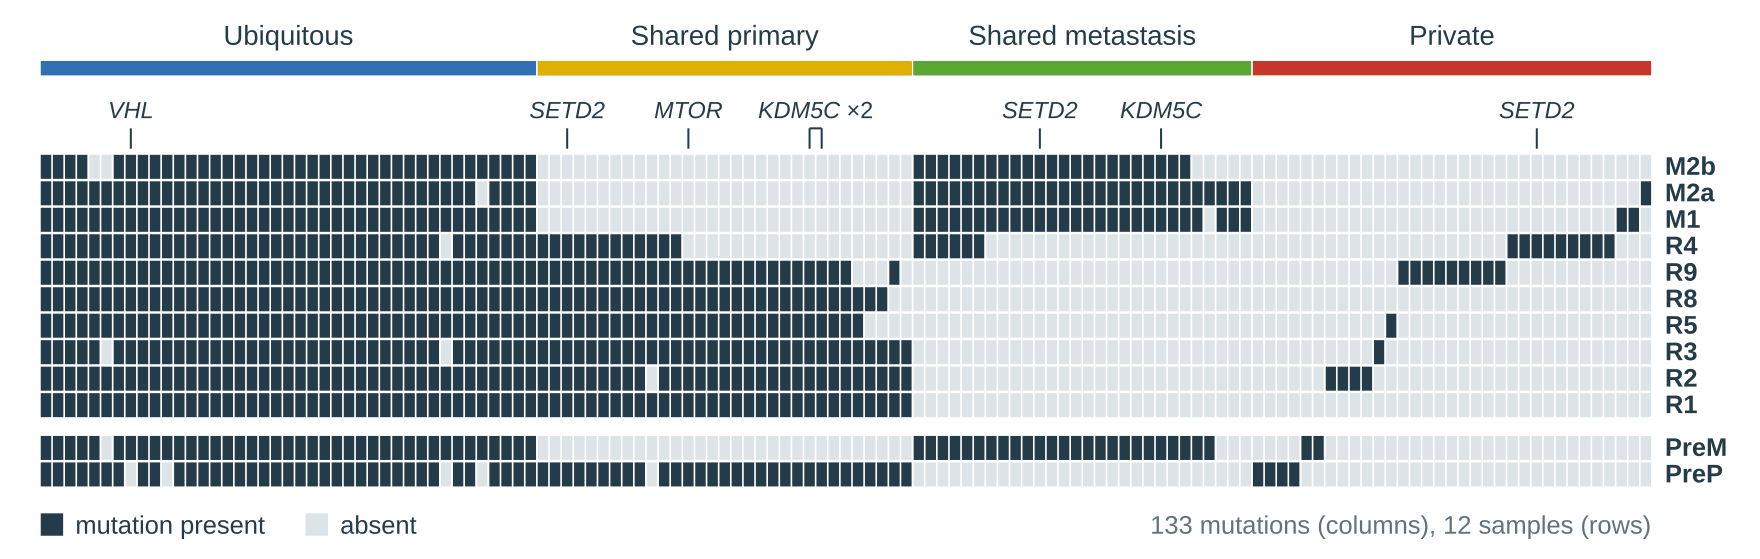 Ubiquitous Shared primary Shared metastasis Private
VHL SETD2 MTOR KDM5C ×2 SETD2 KDM5C SETD2
M2b
M2a
M1
R4
R9
R8
R5
R3
R2
R1
PreM
PreP
mutation present absent 133 mutations (columns), 12 samples (rows)